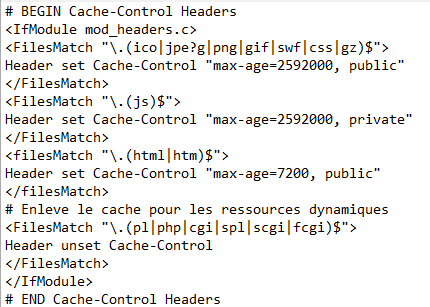 # BEGIN Cache-Control Headers
<IfModule mod_headers.c>
<FilesMatch "\.(ico|jpe?g|png|gif|swf|css|gz)$">
Header set Cache-Control "max-age=2592000, public"
</FilesMatch>
<FilesMatch "\.(js)$">
Header set Cache-Control "max-age=2592000, private"
</FilesMatch>
<filesMatch "\.(html|htm)$">
Header set Cache-Control "max-age=7200, public"
</filesMatch>
# Enleve le cache pour les ressources dynamiques
<FilesMatch "\.(pl|php|cgi|spl|scgi|fcgi)$">
Header unset Cache-Control
</FilesMatch>
</IfModule>
# END Cache-Control Headers